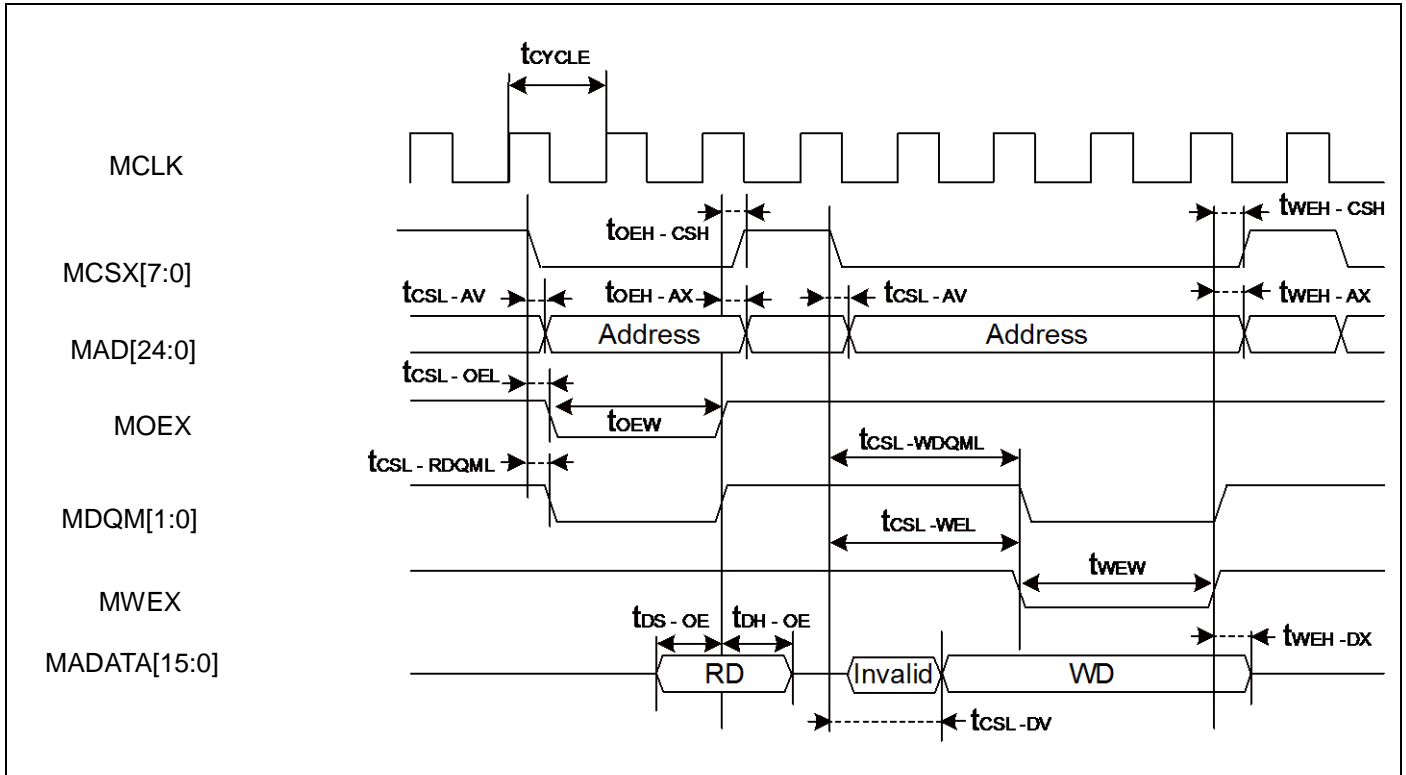 tCYCLE
MCLK
tOEH - CSH
tWEH - CSH
MCSX[7:0]
tCSL - AV
tOEH - AX
tCSL - AV
tWEH - AX
MAD[24:0]
Address
Address
tCSL - OEL
MOEX
tOEW
tCSL - WDQML
tCSL - RDQML
MDQM[1:0]
tCSL - WEL
MWEX
tWEW
tDS - OE
tDH - OE
tWEH - DX
MADATA[15:0]
RD
Invalid
WD
tCSL - DV